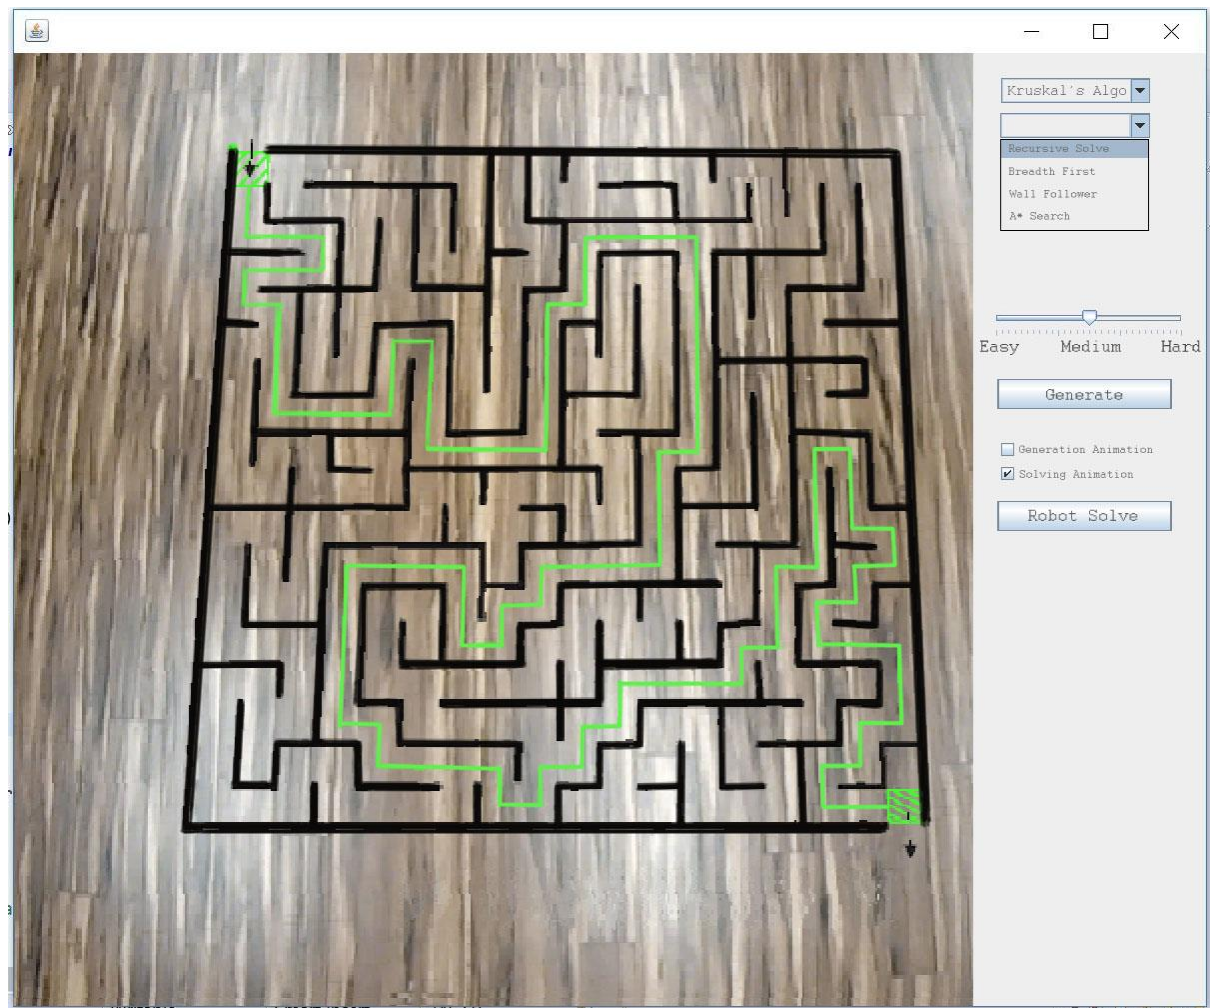 Kruskal's Algo
Recursive Solve
Breadth First
Wall Follower
A* Search
Easy Medium Hard
Generate
Generation Animation
Solving Animation
Robot Solve